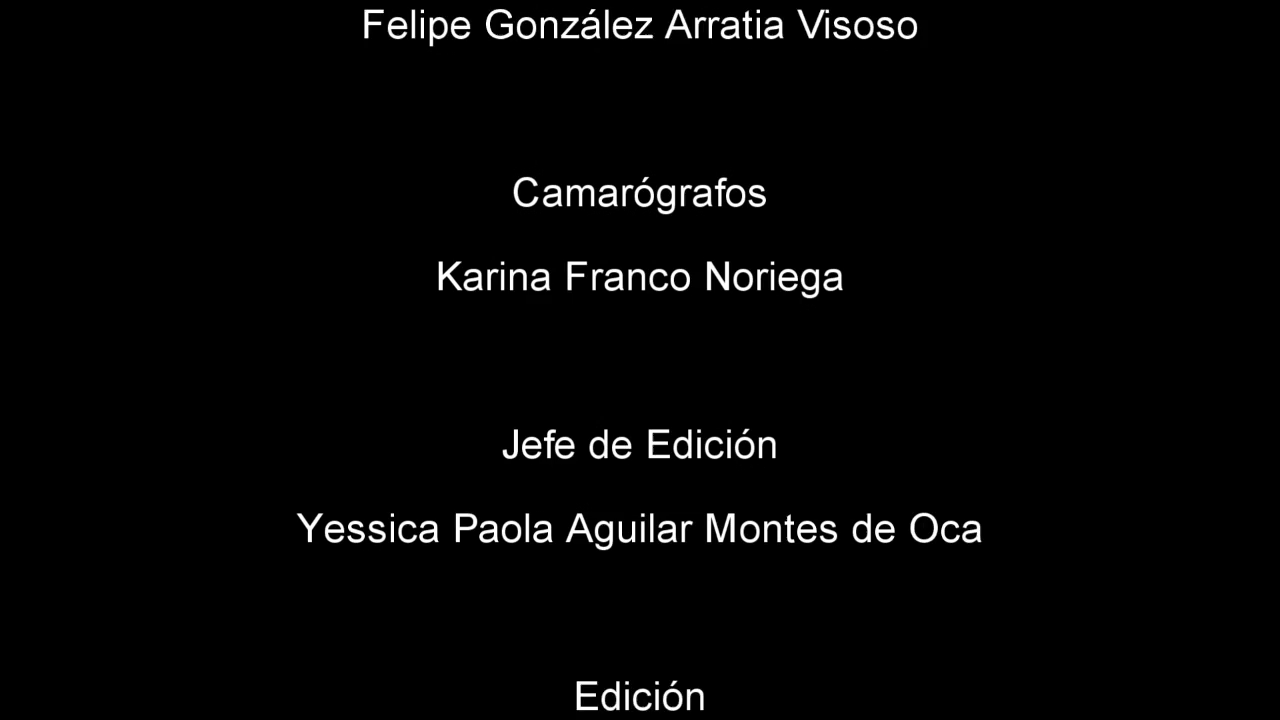 Felipe González Arratia Visoso
Camarógrafos
Karina Franco Noriega
Jefe de Edición
Yessica Paola Aguilar Montes de Oca
Edición